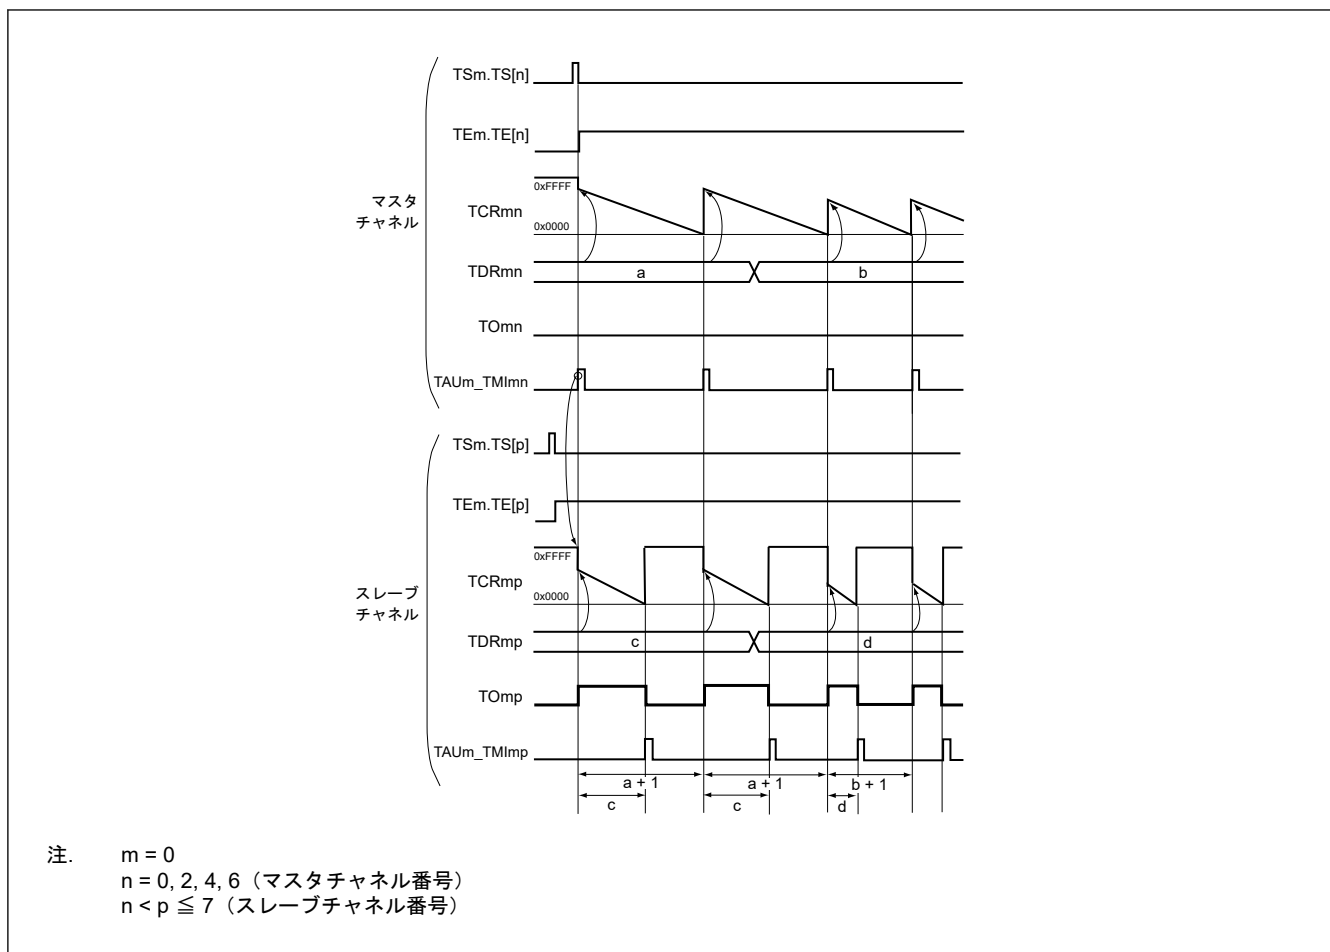 TSm.TS[n]
TEm.TE[n]
マスタ
チャネル
0xFFFF
TCRmn
0x0000
TDRmn
a
b
TOmn
TAUm_TMImn
TSm.TS[p]
TEm.TE[p]
スレーブ
チャネル
0xFFFF
TCRmp
0x0000
TDRmp
c
d
TOmp
TAUm_TMImp
a + 1
a + 1
b + 1
c
c
d
注. m = 0
n = 0, 2, 4, 6（マスタチャネル番号）
n < p ≦ 7（スレーブチャネル番号）